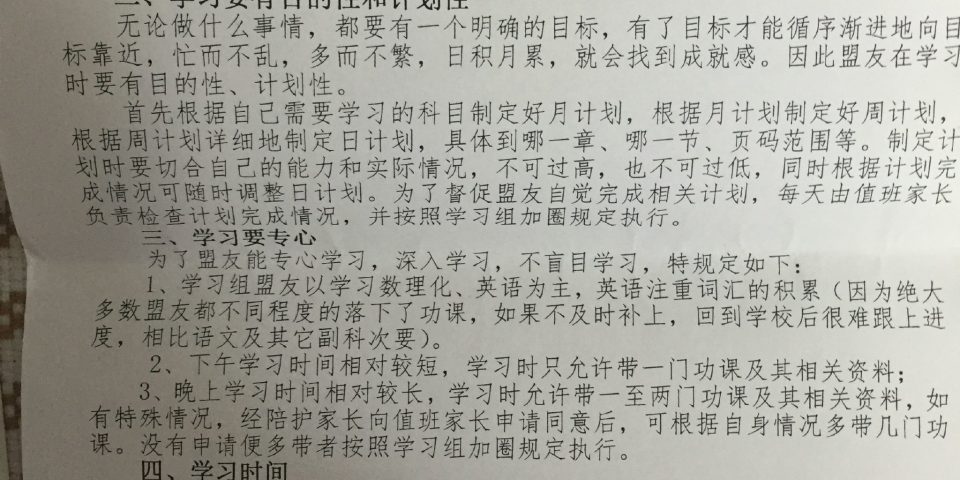 二、学习要有目的性和计划性
无论做什么事情，都要有一个明确的目标，有了目标才能循序渐进地向目
标靠近，忙而不乱，多而不繁，日积月累，就会找到成就感。因此盟友在学习
时要有目的性、计划性。
首先根据自己需要学习的科目制定好月计划，根据月计划制定好周计划，
根据周计划详细地制定日计划，具体到哪一章、哪一节、页码范围等。制定计
划时要切合自己的能力和实际情况，不可过高，也不可过低，同时根据计划完
成情况可随时调整日计划。为了督促盟友自觉完成相关计划，每天由值班家长
负责检查计划完成情况，并按照学习组加圈规定执行。
三、学习要专心
为了盟友能专心学习，深入学习，不盲目学习，特规定如下：
1、学习组盟友以学习数理化、英语为主，英语注重词汇的积累（因为绝大
多数盟友都不同程度的落下了功课，如果不及时补上，回到学校后很难跟上进
度，相比语文及其它副科次要）。
2、下午学习时间相对较短，学习时只允许带一门功课及其相关资料；
3、晚上学习时间相对较长，学习时允许带一至两门功课及其相关资料，如
有特殊情况，经陪护家长向值班家长申请同意后，可根据自身情况多带几门功
课。没有申请便多带者按照学习组加圈规定执行。
四、学习时间